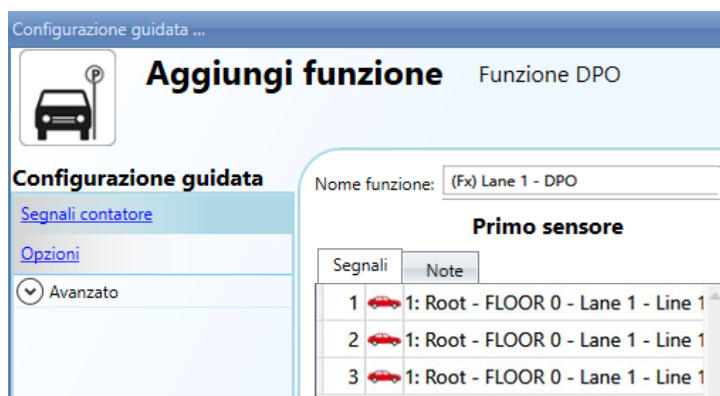 Configurazione guidata ...
P
Aggiungi funzione Funzione DPO
Configurazione guidata
Segnali contatore
Opzioni
Avanzato
Nome funzione: (Fx) Lane 1 - DPO
Primo sensore
Segnali Note
1 1: Root - FLOOR 0 - Lane 1 - Line 1
2 1: Root - FLOOR 0 - Lane 1 - Line 1
3 1: Root - FLOOR 0 - Lane 1 - Line 1